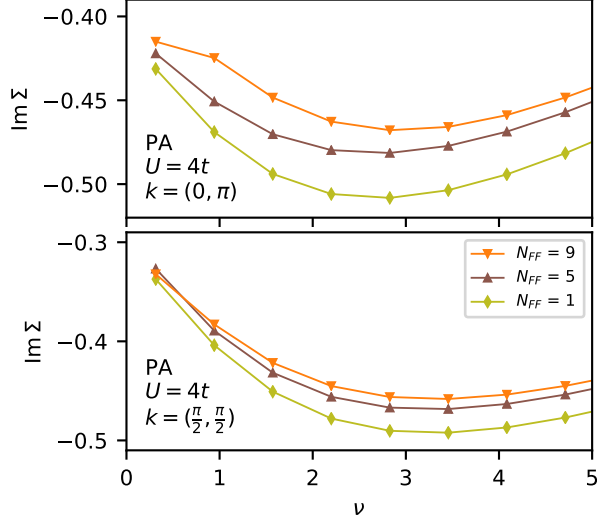 −0.40
−0.45
−0.50
Im Σ
PA
U = 4t
k = (0, π)
−0.3
−0.4
−0.5
Im Σ
N_FF = 9
N_FF = 5
N_FF = 1
PA
U = 4t
k = (π/2, π/2)
0 1 2 3 4 5
ν